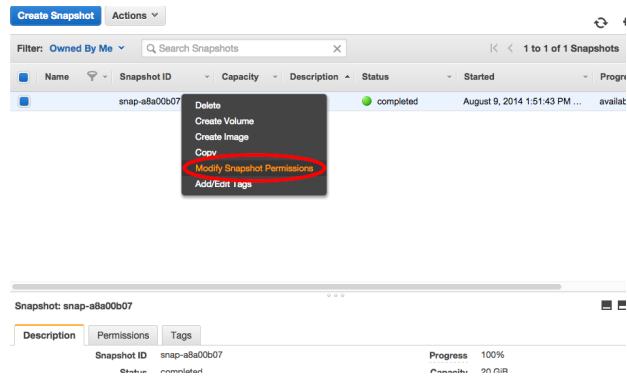 Create Snapshot Actions
Filter: Owned By Me Search Snapshots 1 to 1 of 1 Snapshots
Name Snapshot ID Capacity Description Status Started
snap-a8a00b07 completed August 9, 2014 1:51:43 PM ...
Delete
Create Volume
Create Image
Copy
Modify Snapshot Permissions
Add/Edit Tags
Snapshot: snap-a8a00b07
Description Permissions Tags
Snapshot ID snap-a8a00b07 Progress 100%
Status completed Capacity 20 GiB